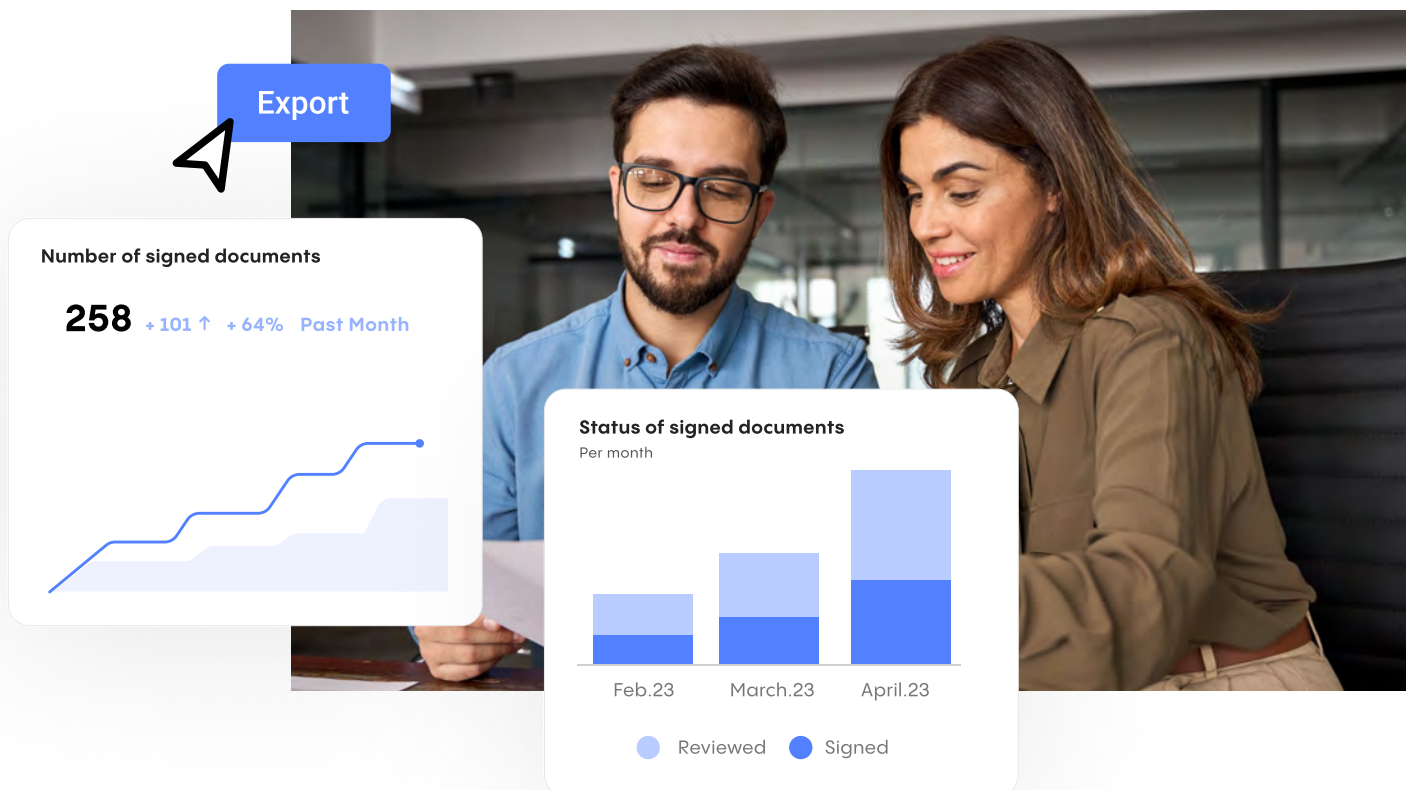 Export
Number of signed documents
258 + 101 ↑ + 64% Past Month
Status of signed documents
Per month
Feb.23 March.23 April.23
Reviewed Signed